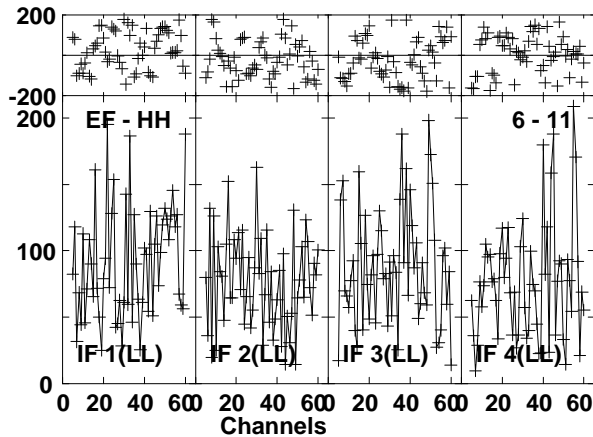 200
-200
EF - HH
6 - 11
200
100
0
IF 1(LL)
IF 2(LL)
IF 3(LL)
IF 4(LL)
0 20 40 60 0 20 40 60 0 20 40 60 0 20 40 60
Channels